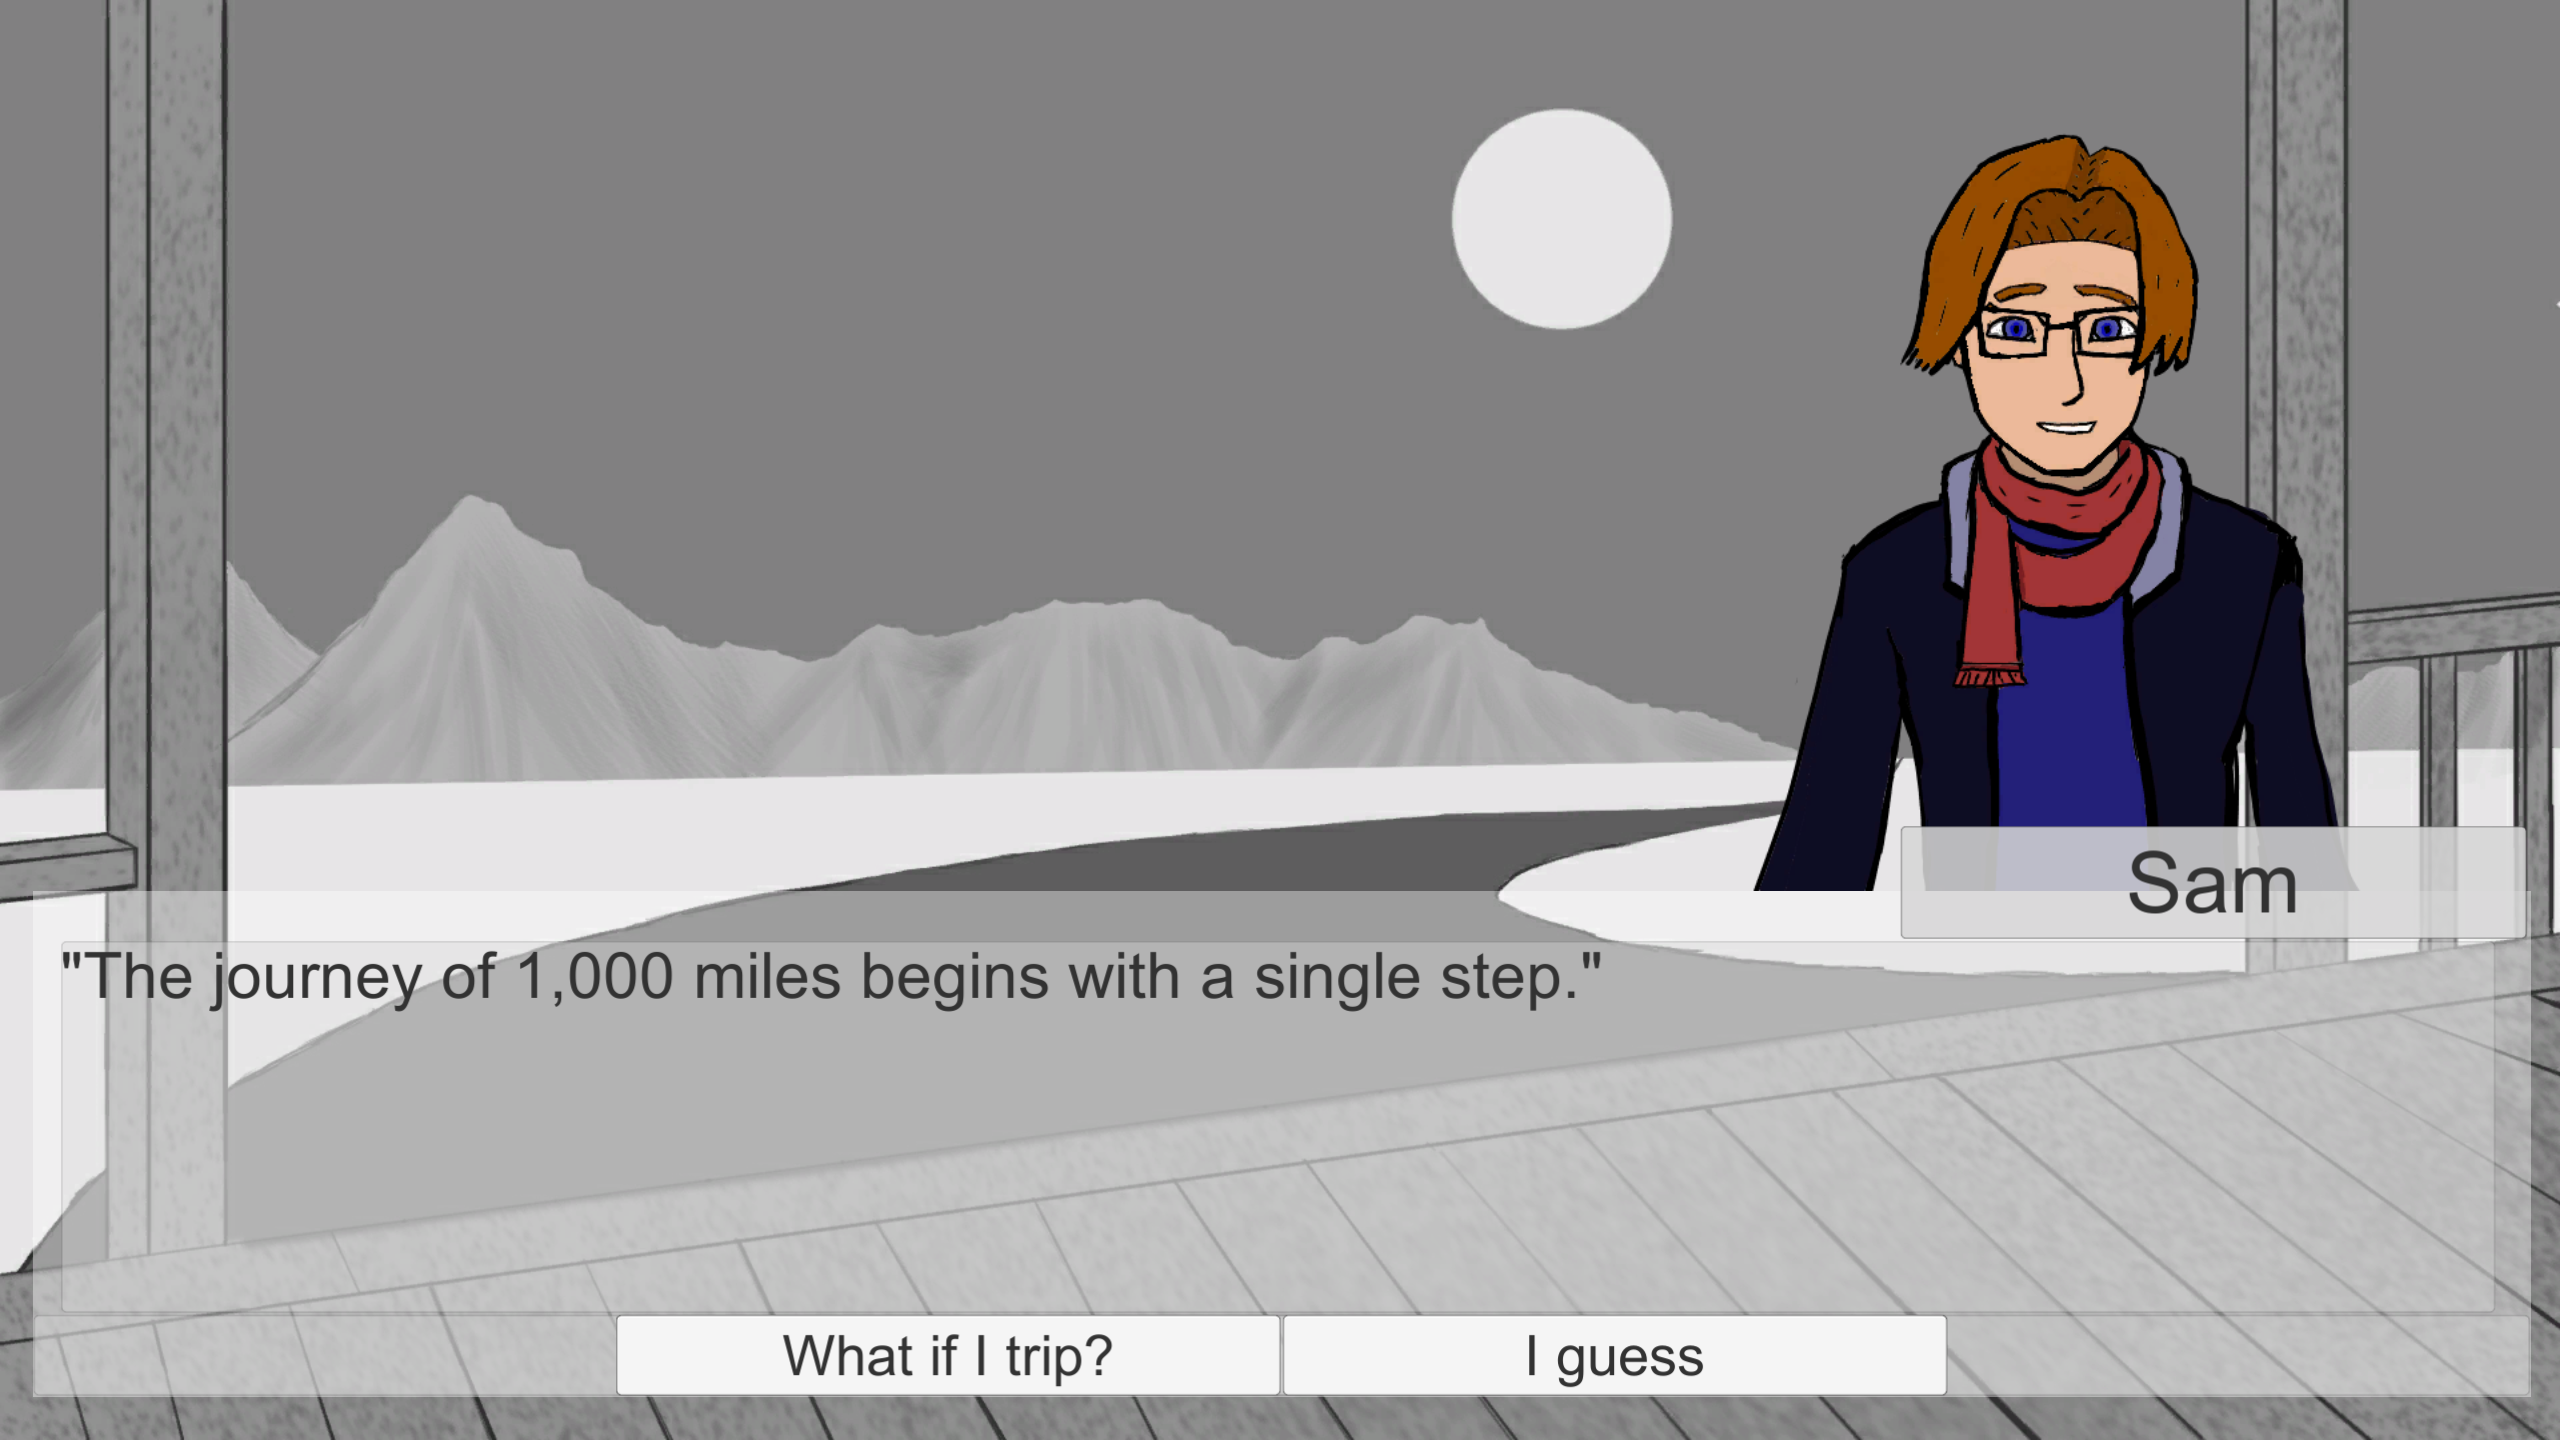 Sam
"The journey of 1,000 miles begins with a single step."
What if I trip?
I guess